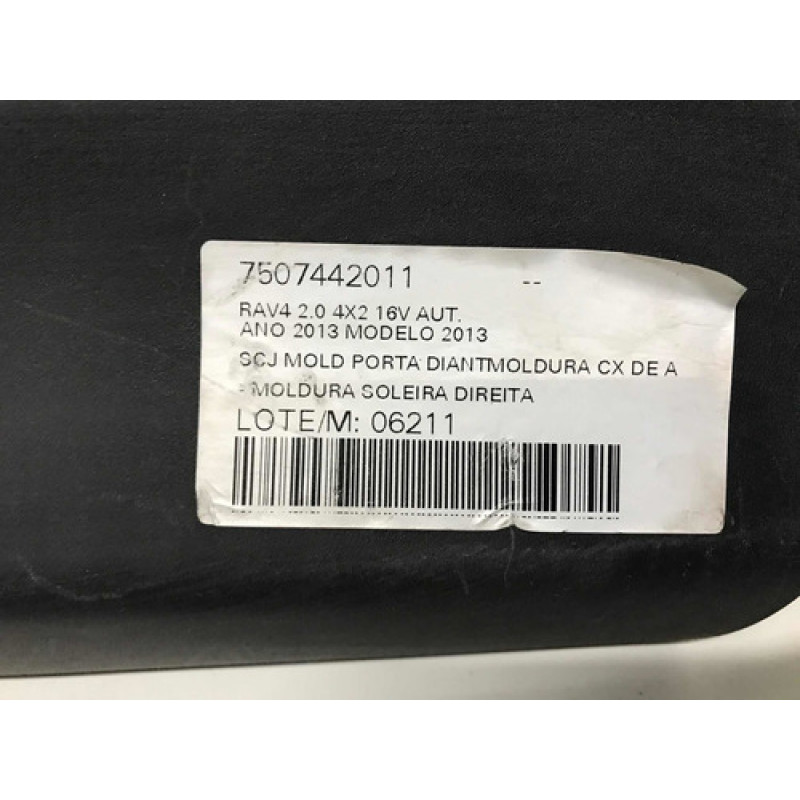 7507442011 --
RAV4 2.0 4X2 16V AUT.
ANO 2013 MODELO 2013
SCJ MOLD PORTA DIANTMOLDURA CX DE A
- MOLDURA SOLEIRA DIREITA
LOTE/M: 06211